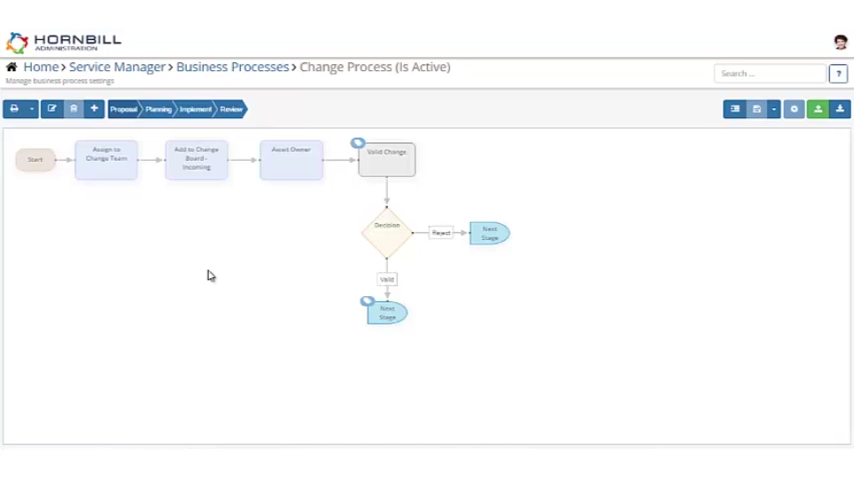 HORNBILL
ADMINISTRATION
Home > Service Manager > Business Processes > Change Process (Is Active)
Manage business process settings
Search ...
?
Proposal
Planning
Implement
Review
Start
Assign to
Change Team
Add to Change
Board -
Incoming
Asset Owner
Valid Change
Decision
Reject
Next
Stage
Valid
Next
Stage